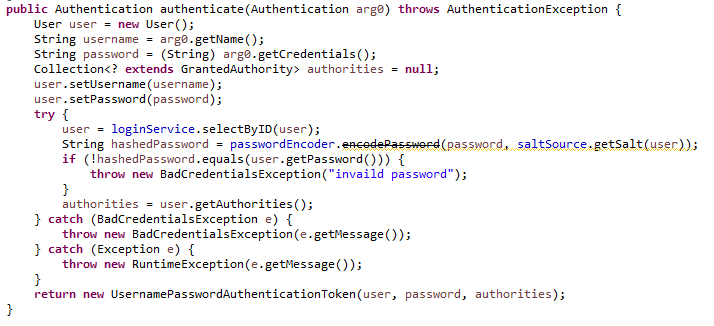 public Authentication authenticate(Authentication arg0) throws AuthenticationException {
    User user = new User();
    String username = arg0.getName();
    String password = (String) arg0.getCredentials();
    Collection<? extends GrantedAuthority> authorities = null;
    user.setUsername(username);
    user.setPassword(password);
    try {
        user = loginService.selectByID(user);
        String hashedPassword = passwordEncoder.encodePassword(password, saltSource.getSalt(user));
        if (!hashedPassword.equals(user.getPassword())) {
            throw new BadCredentialsException("invaild password");
        }
        authorities = user.getAuthorities();
    } catch (BadCredentialsException e) {
        throw new BadCredentialsException(e.getMessage());
    } catch (Exception e) {
        throw new RuntimeException(e.getMessage());
    }
    return new UsernamePasswordAuthenticationToken(user, password, authorities);
}